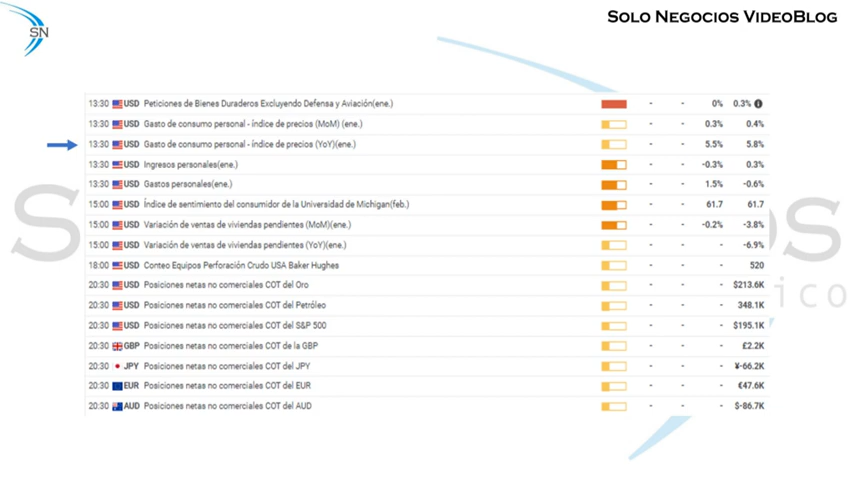 SN
SOLO NEGOCIOS VIDEOBLOG
13:30 USD Peticiones de Bienes Duraderos Excluyendo Defensa y Aviación(ene.) - - 0% 0.3%
13:30 USD Gasto de consumo personal - índice de precios (MoM) (ene.) - - 0.3% 0.4%
13:30 USD Gasto de consumo personal - índice de precios (YoY)(ene.) - - 5.5% 5.8%
13:30 USD Ingresos personales(ene.) - - -0.3% 0.3%
13:30 USD Gastos personales(ene.) - - 1.5% -0.6%
15:00 USD Índice de sentimiento del consumidor de la Universidad de Michigan(feb.) - - 61.7 61.7
15:00 USD Variación de ventas de viviendas pendientes (MoM)(ene.) - - -0.2% -3.8%
15:00 USD Variación de ventas de viviendas pendientes (YoY)(ene.) - - - -6.9%
18:00 USD Conteo Equipos Perforación Crudo USA Baker Hughes - - - 520
20:30 USD Posiciones netas no comerciales COT del Oro - - - $213.6K
20:30 USD Posiciones netas no comerciales COT del Petróleo - - - 348.1K
20:30 USD Posiciones netas no comerciales COT del S&P 500 - - - $195.1K
20:30 GBP Posiciones netas no comerciales COT de la GBP - - - £2.2K
20:30 JPY Posiciones netas no comerciales COT del JPY - - - ¥-66.2K
20:30 EUR Posiciones netas no comerciales COT del EUR - - - €47.6K
20:30 AUD Posiciones netas no comerciales COT del AUD - - - $-86.7K